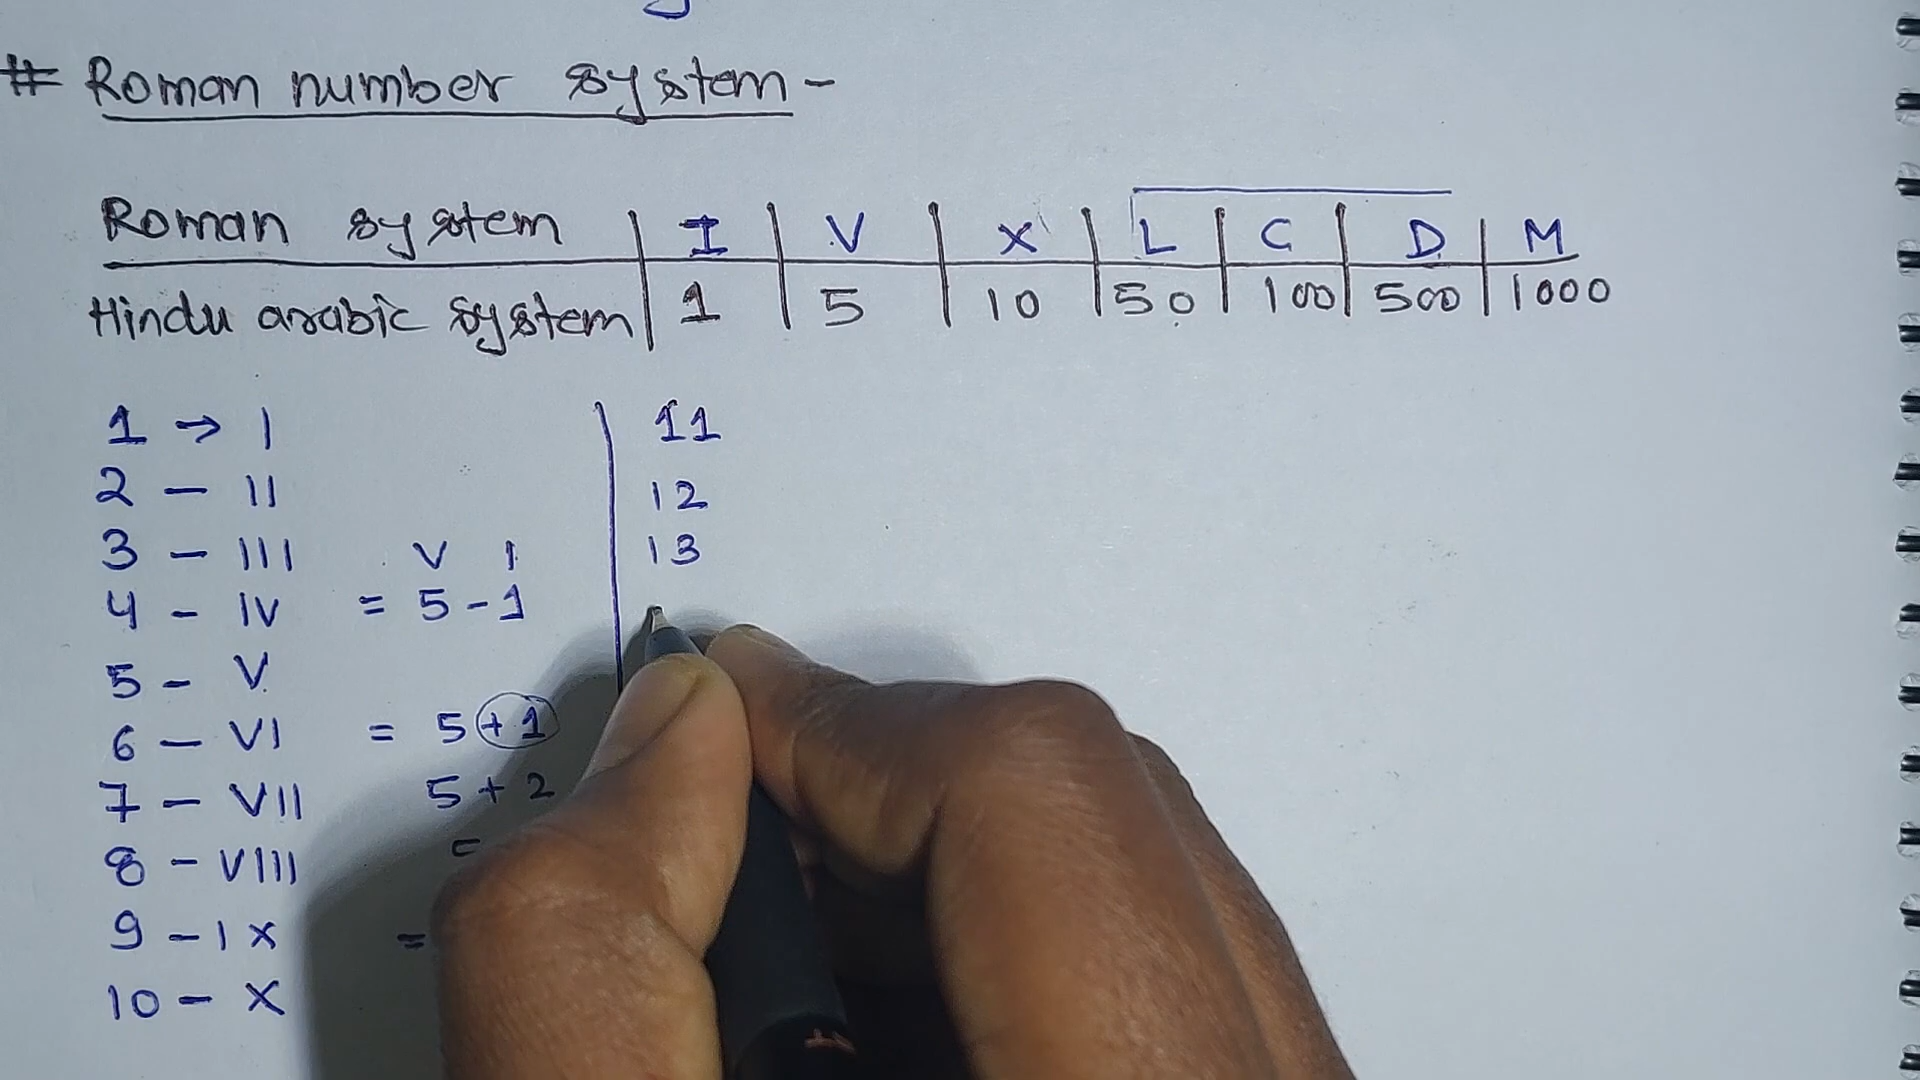 # Roman number system -
Roman system | I | V | X | L | C | D | M
Hindu arabic system | 1 | 5 | 10 | 50 | 100 | 500 | 1000
1 → I
2 - II
3 - III
V I
4 - IV = 5 - 1
5 - V
6 - VI = 5 + 1
7 - VII 5 + 2
8 - VIII
9 - IX =
10 - X
11
12
13